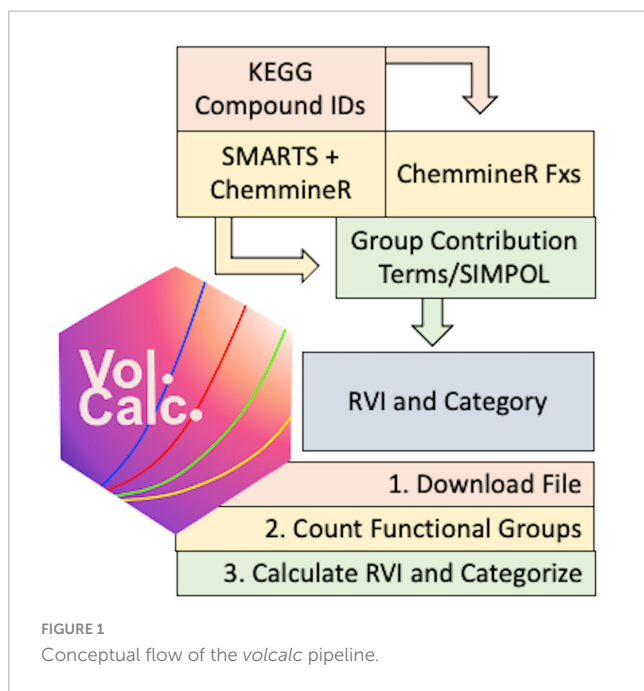 KEGG
Compound IDs
SMARTS +
ChemmineR
ChemmineR Fxs
Group Contribution
Terms/SIMPOL
Vol.
Calc.
RVI and Category
1. Download File
2. Count Functional Groups
3. Calculate RVI and Categorize
FIGURE 1
Conceptual flow of the volcalc pipeline.